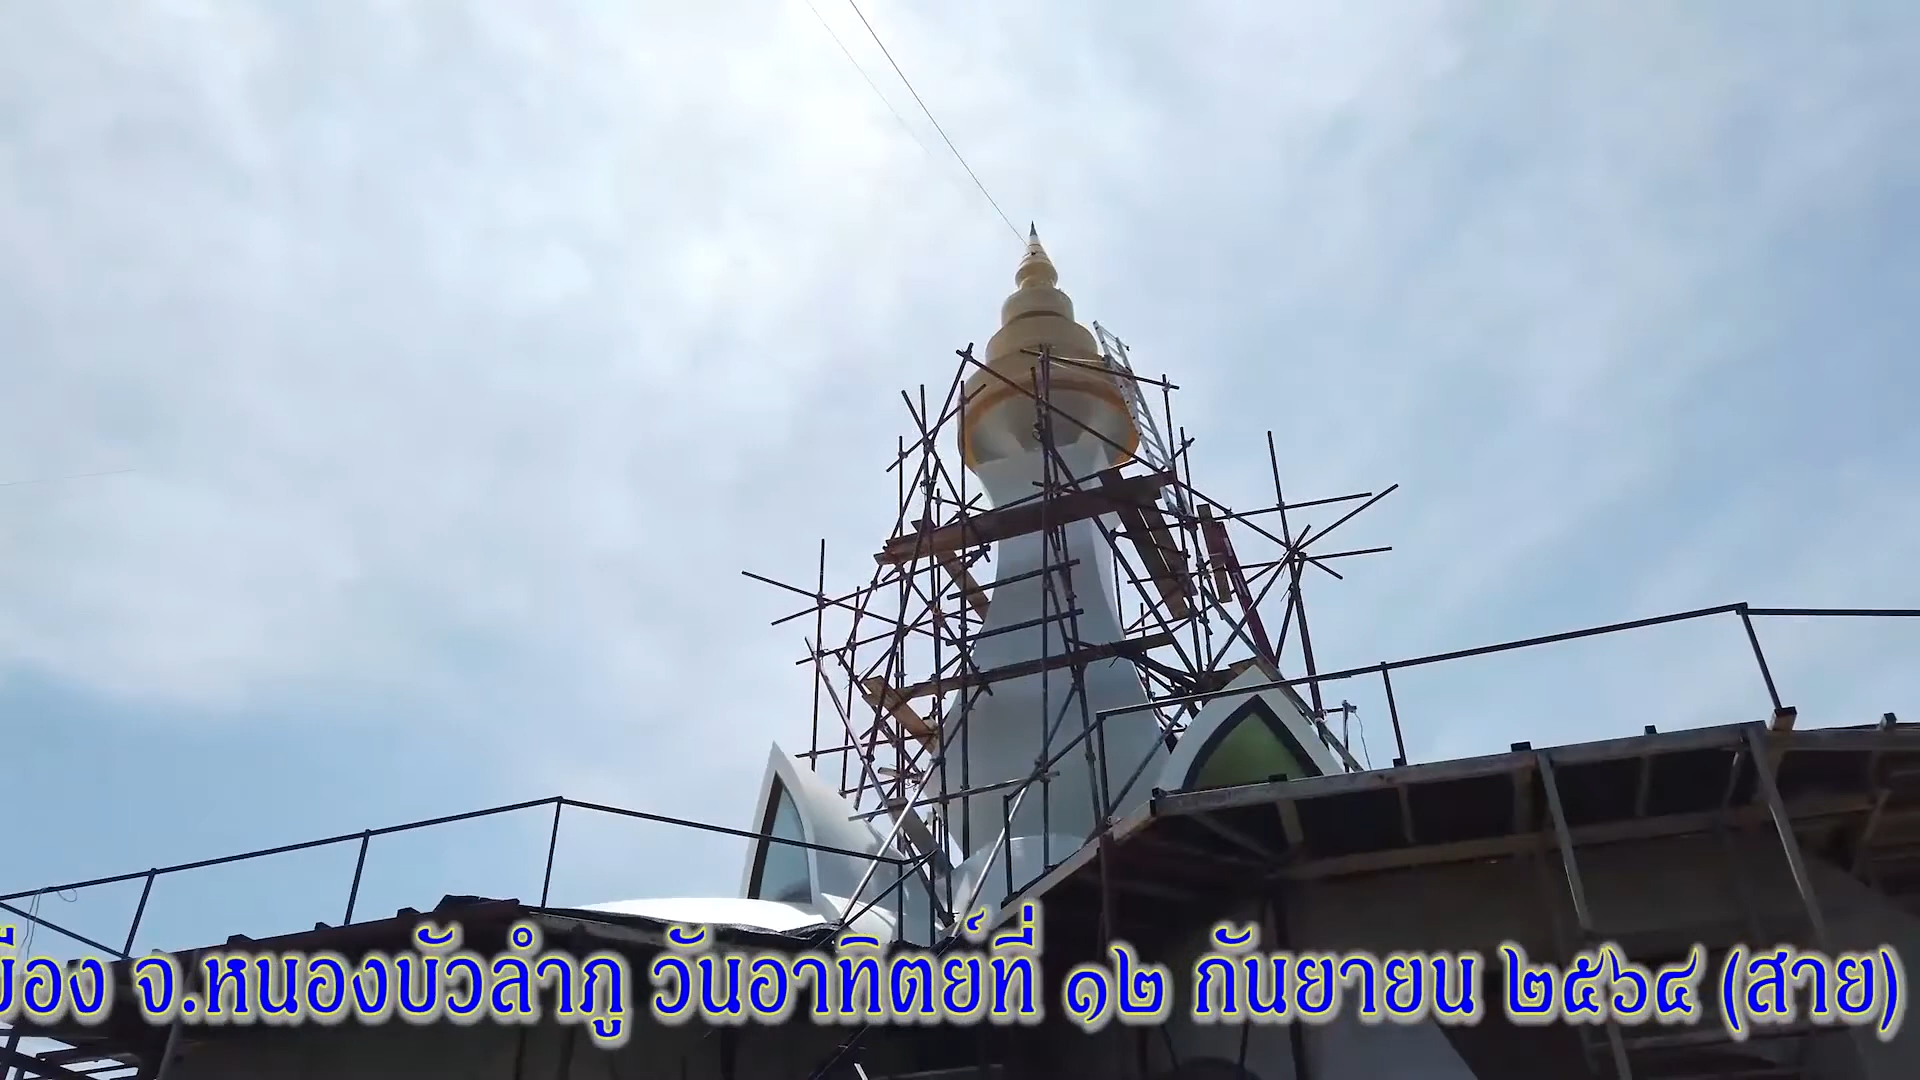 จ.หนองบัวลำภู วันอาทิตย์ที่ ๑๒ กันยายน ๒๕๖๔ (สาย)